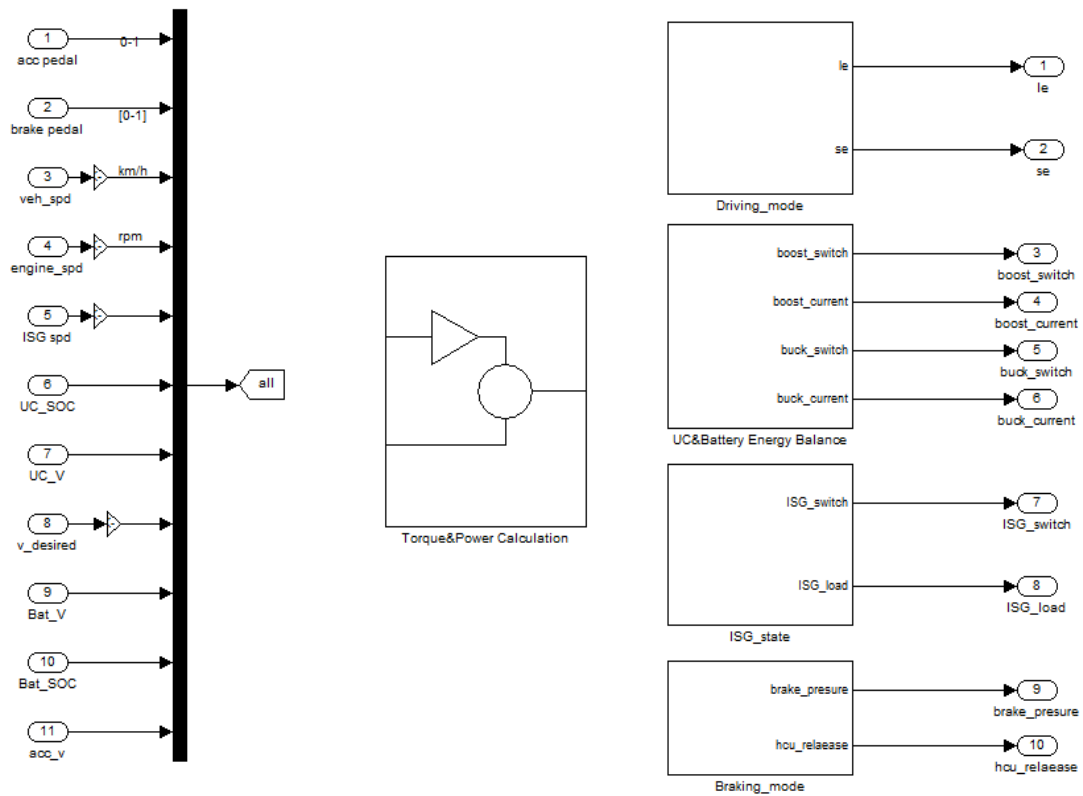 1
acc pedal
0-1
2
brake pedal
[0-1]
3
veh_spd
km/h
4
engine_spd
rpm
5
ISG spd
6
UC_SOC
7
UC_V
8
v_desired
9
Bat_V
10
Bat_SOC
11
acc_v
all
Torque&Power Calculation
le
se
Driving_mode
boost_switch
boost_current
buck_switch
buck_current
UC&Battery Energy Balance
ISG_switch
ISG_load
ISG_state
brake_presure
hcu_relaease
Braking_mode
1
le
2
se
3
boost_switch
4
boost_current
5
buck_switch
6
buck_current
7
ISG_switch
8
ISG_load
9
brake_presure
10
hcu_relaease